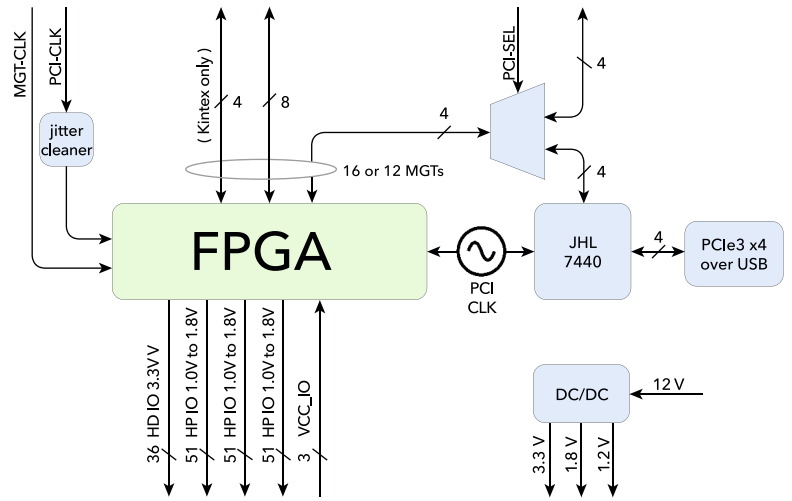 MGT-CLK
PCI-CLK
( Kintex only )
4
8
PCI-SEL
4
4
jitter
cleaner
4
16 or 12 MGTs
FPGA
PCI
CLK
JHL
7440
4
PCIe3 x4
over USB
36 HD IO 3.3V V
51 HP IO 1.0V to 1.8V
51 HP IO 1.0V to 1.8V
51 HP IO 1.0V to 1.8V
3 VCC_IO
DC/DC
12 V
3.3 V
1.8 V
1.2 V